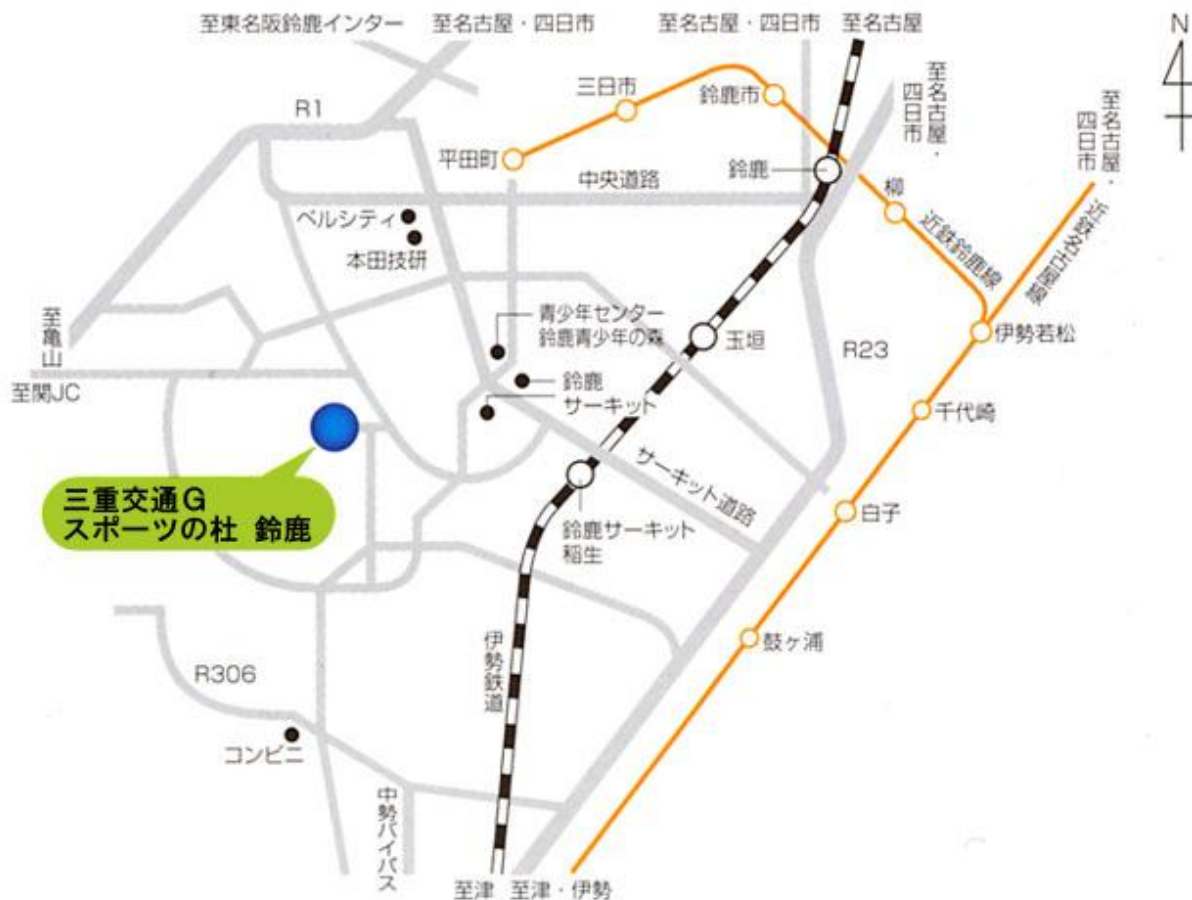 至東名阪鈴鹿インター
至名古屋・四日市
至名古屋・四日市
至名古屋
N
至名古屋・
四日市
至名古屋・
四日市
R1
三日市
鈴鹿市
平田町
中央道路
鈴鹿
柳
近鉄鈴鹿線
近鉄名古屋線
ベルシティ
本田技研
至亀山
青少年センター
鈴鹿青少年の森
玉垣
R23
伊勢若松
至関JC
鈴鹿
サーキット
千代崎
サーキット道路
三重交通G
スポーツの杜 鈴鹿
鈴鹿サーキット
稲生
白子
鼓ヶ浦
伊勢鉄道
R306
コンビニ
中勢バイパス
至津
至津・伊勢